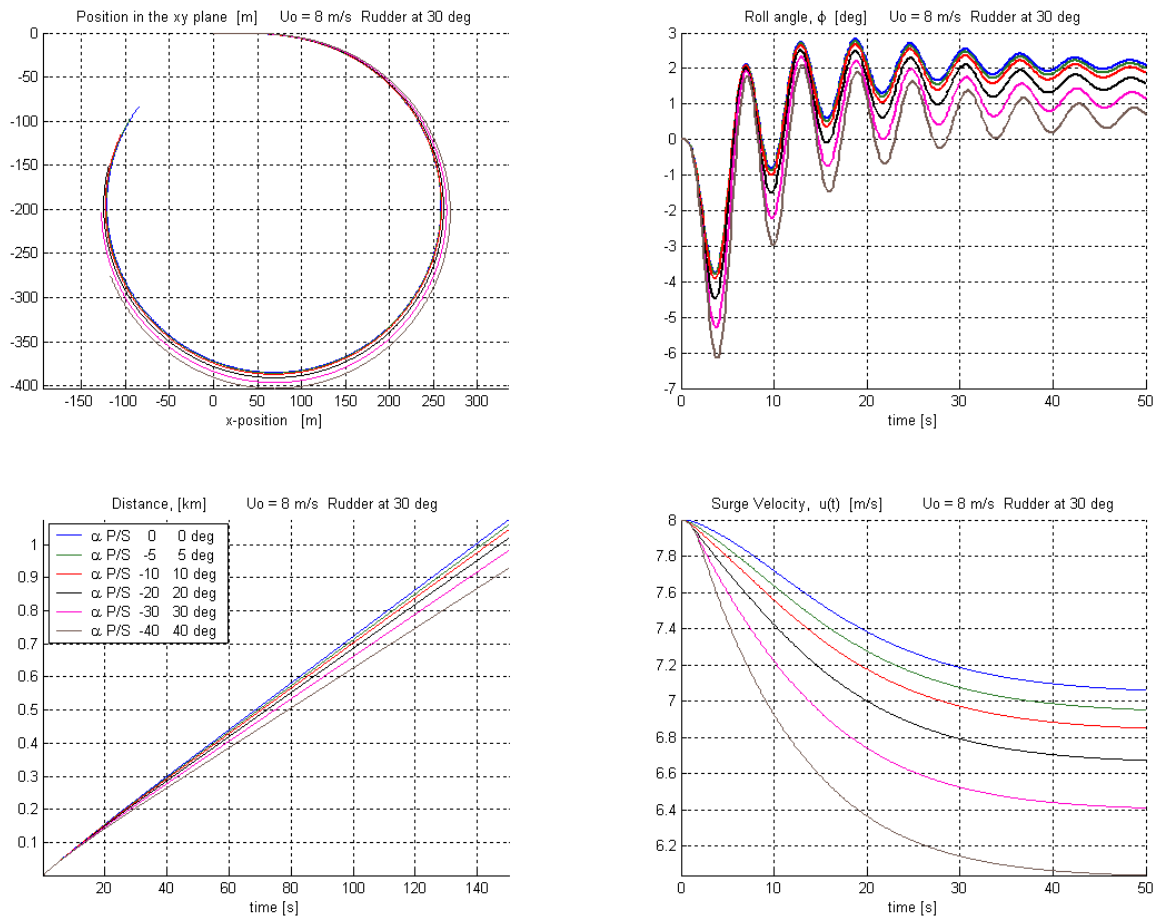 Position in the xy plane [m] Uo = 8 m/s Rudder at 30 deg
0
-50
-100
-150
-200
-250
-300
-350
-400
-150 -100 -50 0 50 100 150 200 250 300
x-position [m]
Roll angle, ϕ [deg] Uo = 8 m/s Rudder at 30 deg
3
2
1
0
-1
-2
-3
-4
-5
-6
-7
0 10 20 30 40 50
time [s]
Distance, [km] Uo = 8 m/s Rudder at 30 deg
α P/S 0 0 deg
α P/S -5 5 deg
α P/S -10 10 deg
α P/S -20 20 deg
α P/S -30 30 deg
α P/S -40 40 deg
1
0.9
0.8
0.7
0.6
0.5
0.4
0.3
0.2
0.1
20 40 60 80 100 120 140
time [s]
Surge Velocity, u(t) [m/s] Uo = 8 m/s Rudder at 30 deg
8
7.8
7.6
7.4
7.2
7
6.8
6.6
6.4
6.2
0 10 20 30 40 50
time [s]